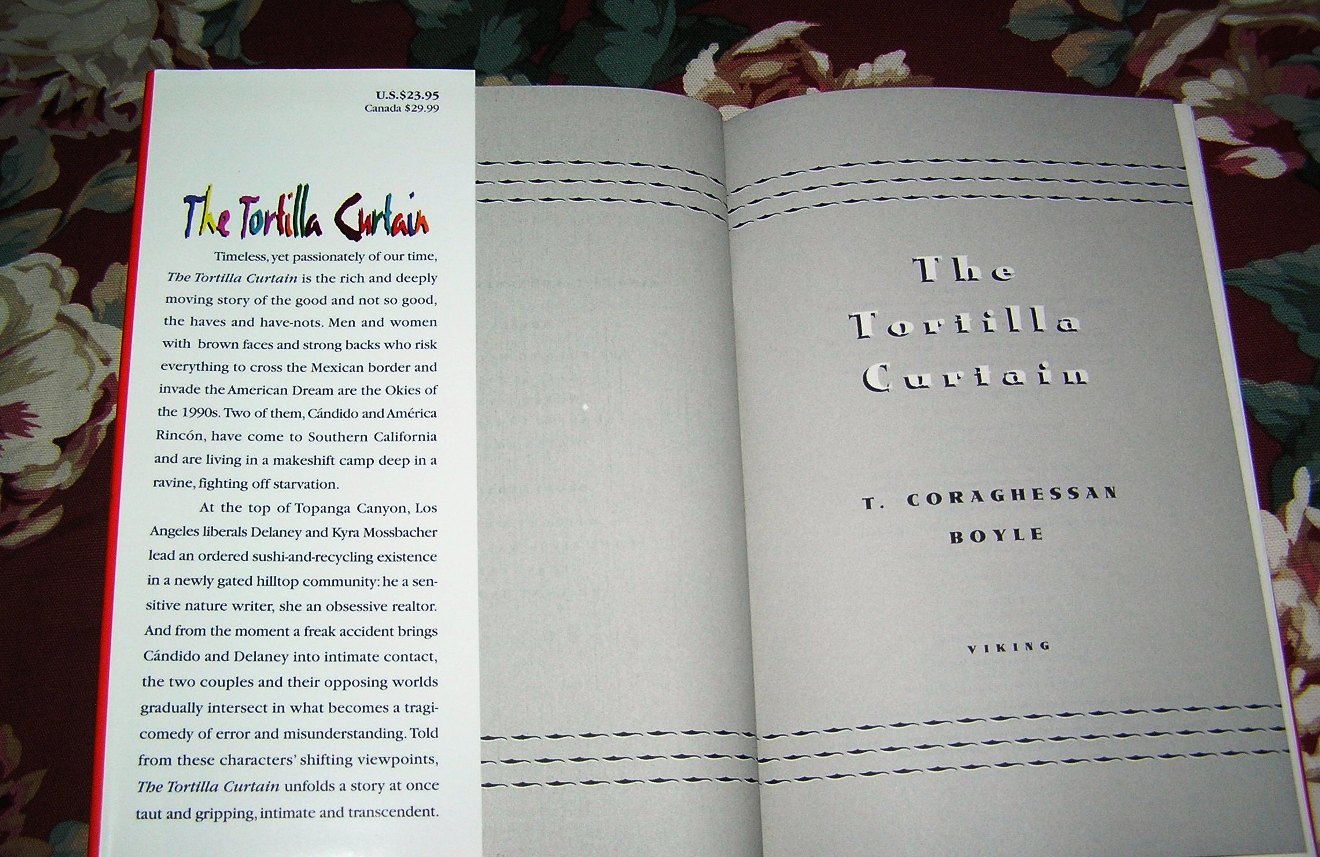 U.S.$23.95
Canada $29.99
The Tortilla Curtain
Timeless, yet passionately of our time,
The Tortilla Curtain is the rich and deeply
moving story of the good and not so good,
the haves and have-nots. Men and women
with brown faces and strong backs who risk
everything to cross the Mexican border and
invade the American Dream are the Okies of
the 1990s. Two of them, Cándido and América
Rincón, have come to Southern California
and are living in a makeshift camp deep in a
ravine, fighting off starvation.
At the top of Topanga Canyon, Los
Angeles liberals Delaney and Kyra Mossbacher
lead an ordered sushi-and-recycling existence
in a newly gated hilltop community: he a sen-
sitive nature writer, she an obsessive realtor.
And from the moment a freak accident brings
Cándido and Delaney into intimate contact,
the two couples and their opposing worlds
gradually intersect in what becomes a tragi-
comedy of error and misunderstanding. Told
from these characters' shifting viewpoints,
The Tortilla Curtain unfolds a story at once
taut and gripping, intimate and transcendent.
The
Tortilla
Curtain
T. CORAGHESSAN
BOYLE
VIKING